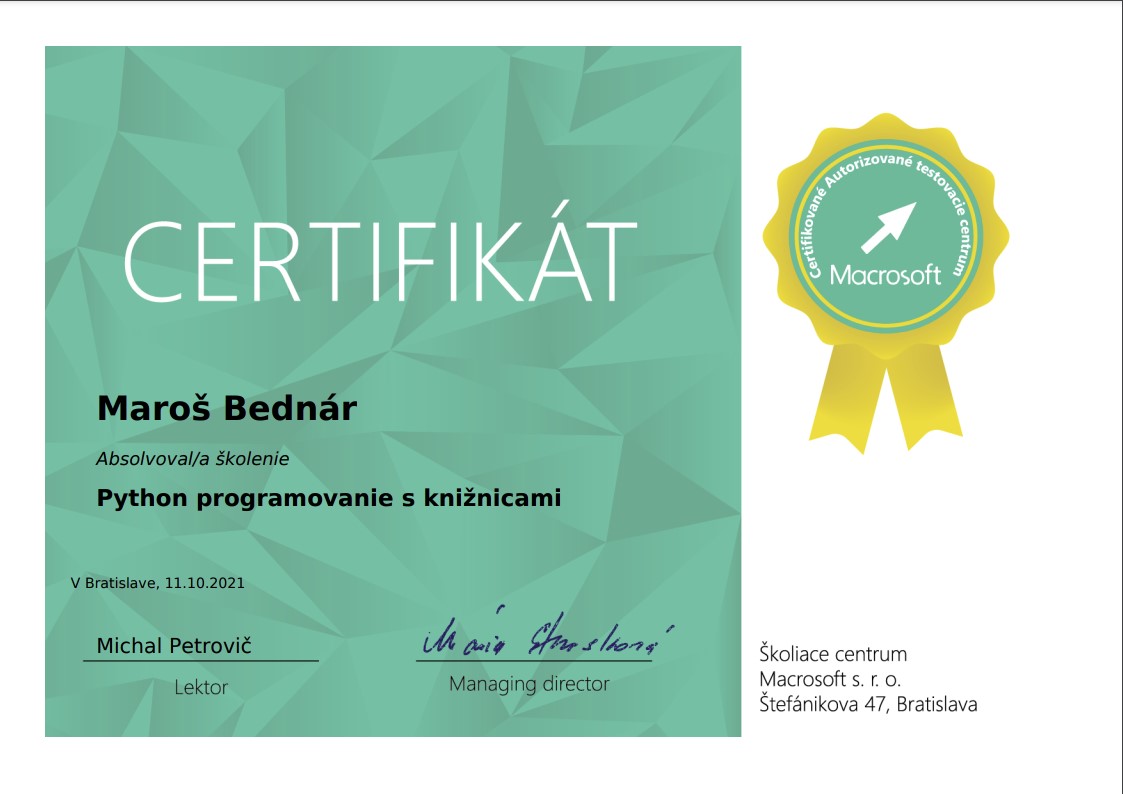 CERTIFIKÁT
Maroš Bednár
Absolvoval/a školenie
Python programovanie s knižnicami
V Bratislave, 11.10.2021
Michal Petrovič
Lektor
Mária
Managing director
Certifikované Autorizované testovacie centrum
Macrosoft
Školiace centrum
Macrosoft s. r. o.
Štefánikova 47, Bratislava